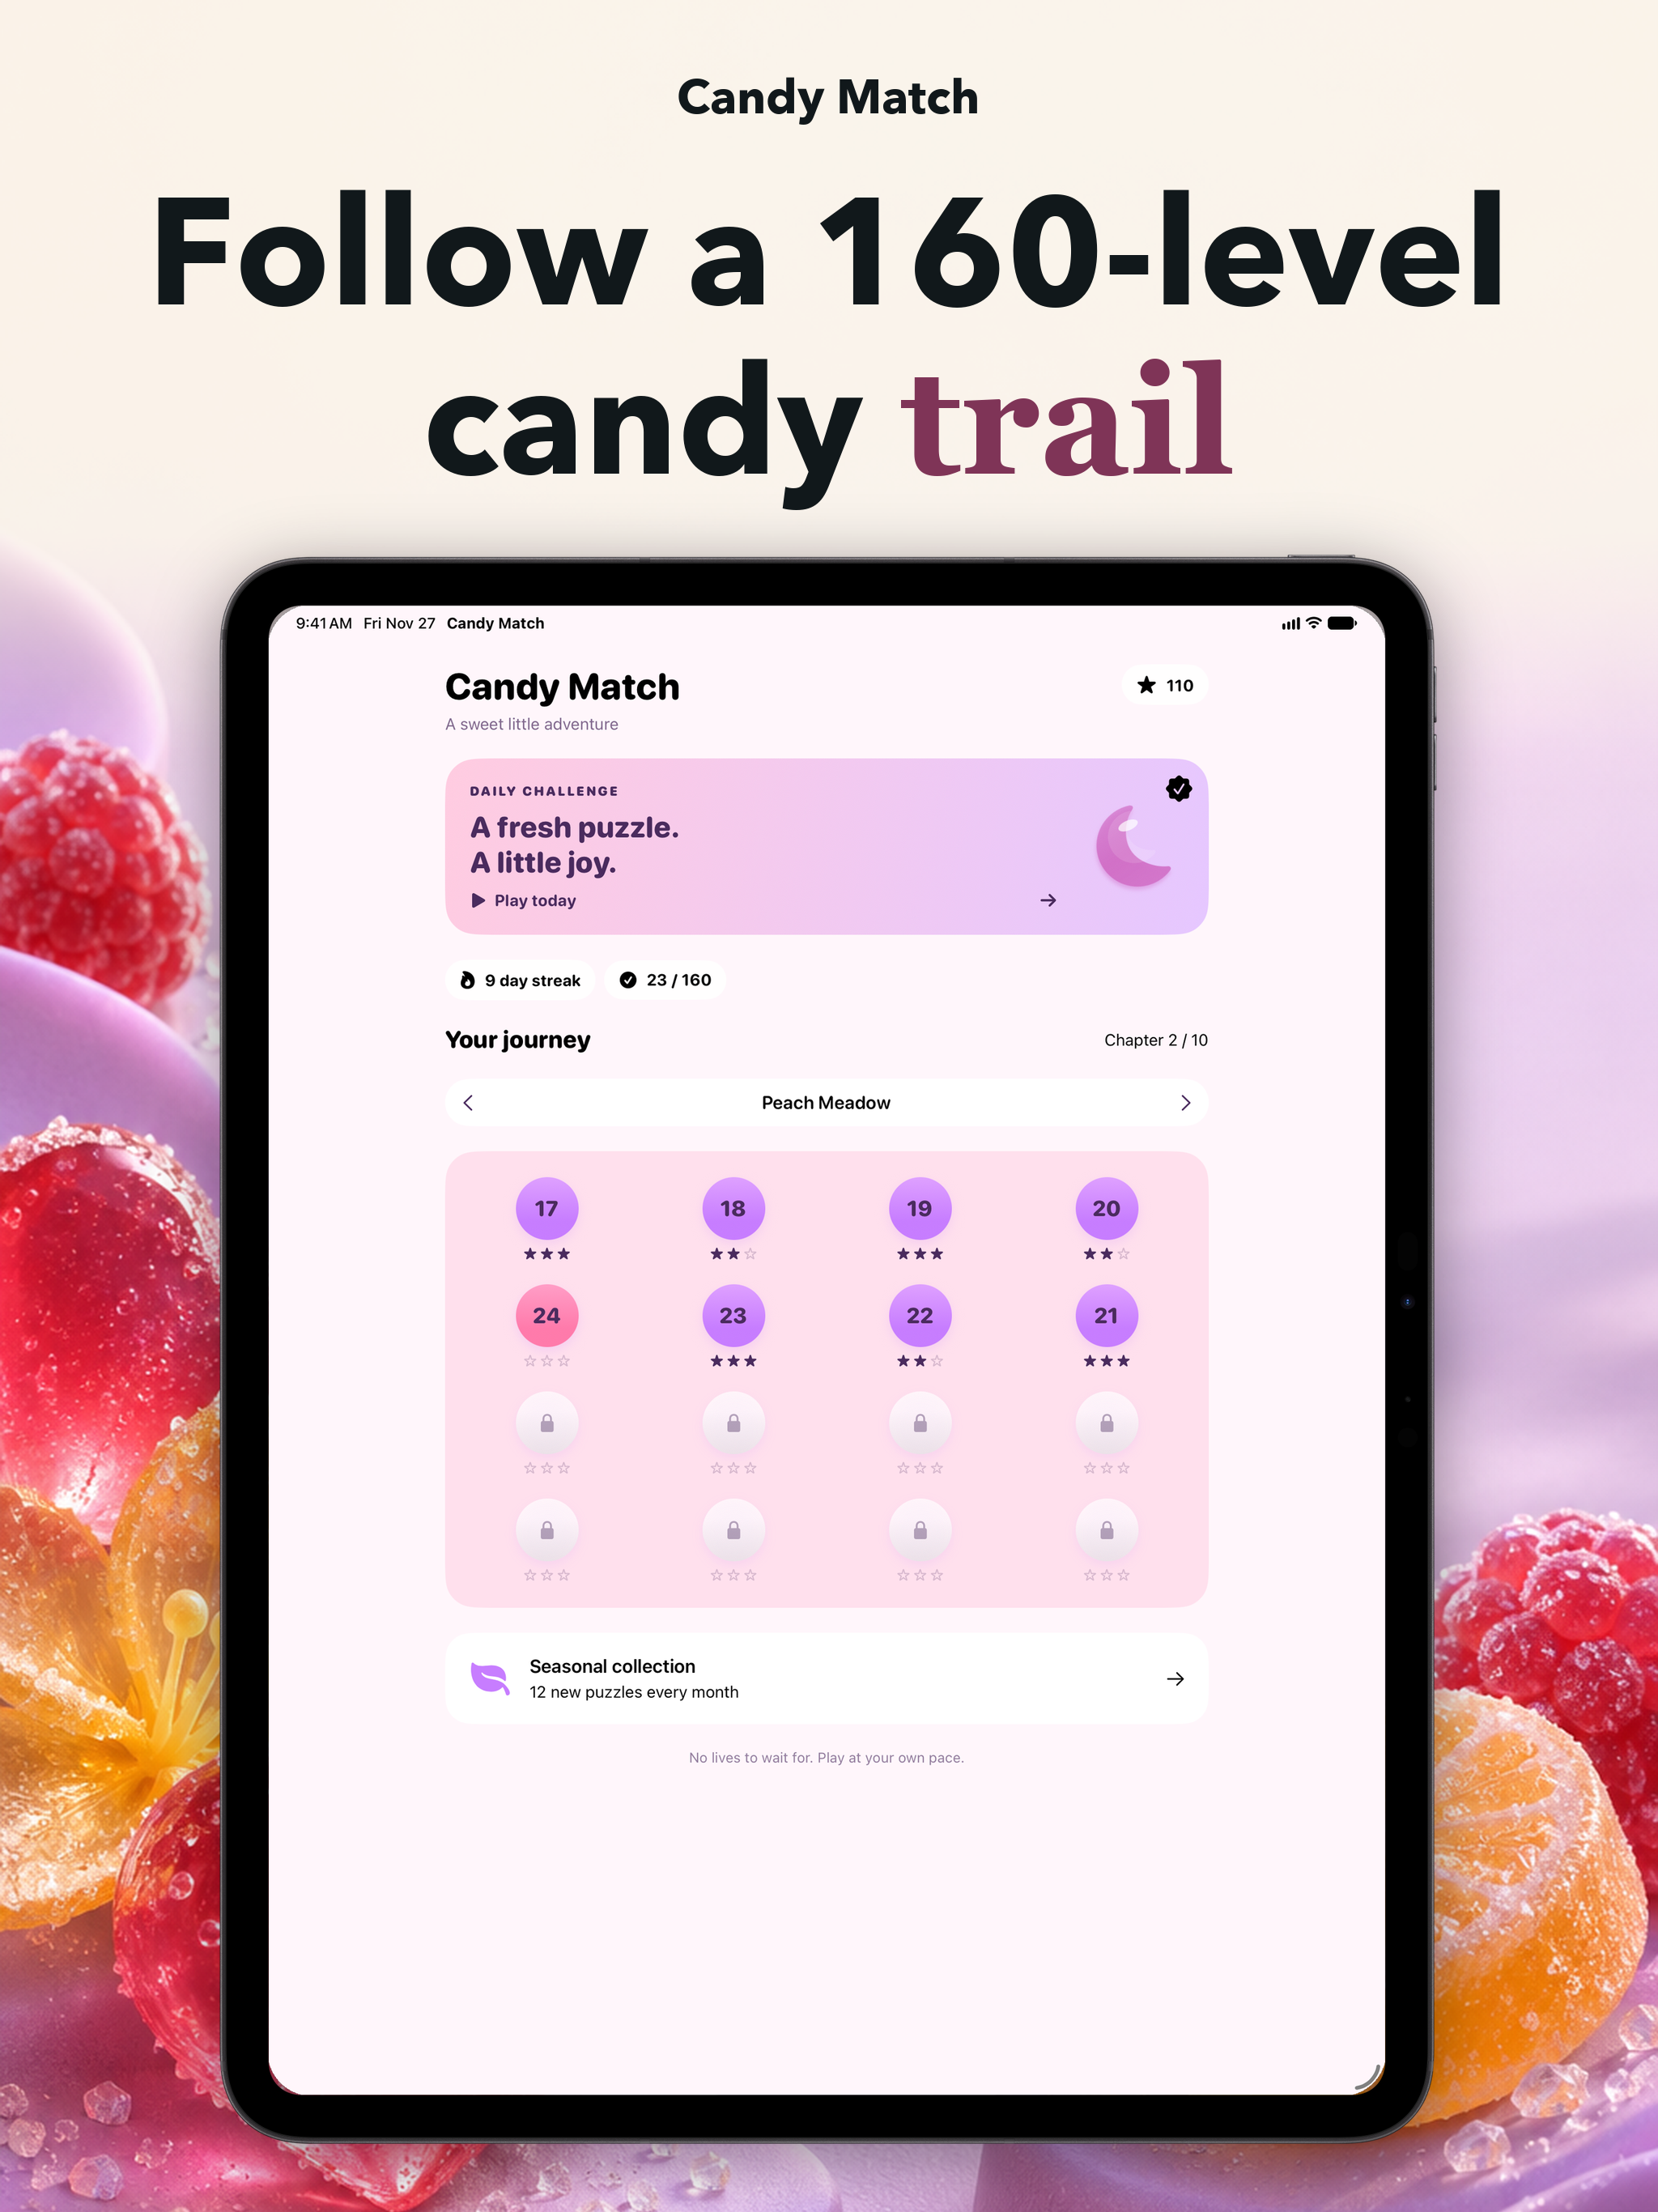 Candy Match
Follow a 160-level
candy trail
9:41 AM Fri Nov 27 Candy Match
Candy Match
110
A sweet little adventure
DAILY CHALLENGE
A fresh puzzle.
A little joy.
Play today
9 day streak
23 / 160
Your journey
Chapter 2 / 10
Peach Meadow
17 18 19 20
24 23 22 21
Seasonal collection
12 new puzzles every month
No lives to wait for. Play at your own pace.